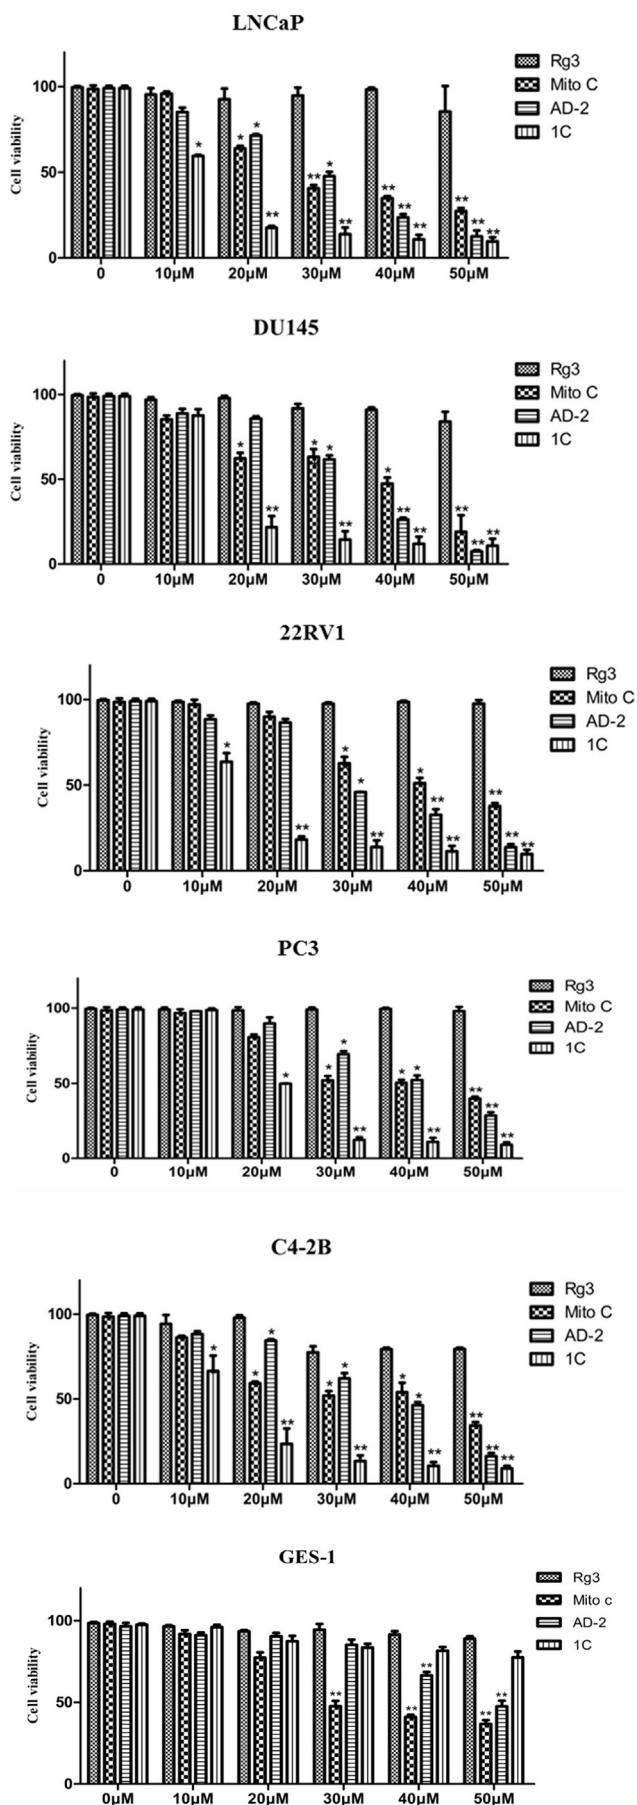 LNCaP
Rg3
Mito C
AD-2
1C
Cell viability
100
50
0
* ** * * ** ** * ** ** ** ** ** ** **
0 10µM 20µM 30µM 40µM 50µM
DU145
Rg3
Mito C
AD-2
1C
Cell viability
100
50
0
* ** * * ** * ** ** ** ** **
0 10µM 20µM 30µM 40µM 50µM
22RV1
Rg3
Mito C
AD-2
1C
Cell viability
100
50
0
* ** * * ** * ** ** ** ** **
0 10µM 20µM 30µM 40µM 50µM
PC3
Rg3
Mito C
AD-2
1C
Cell viability
100
50
0
* * * ** * * ** ** ** **
0 10µM 20µM 30µM 40µM 50µM
C4-2B
Rg3
Mito C
AD-2
1C
Cell viability
100
50
0
* * * ** * * ** * * ** ** ** **
0 10µM 20µM 30µM 40µM 50µM
GES-1
Rg3
Mito c
AD-2
1C
Cell viability
100
50
0
** ** ** ** **
0µM 10µM 20µM 30µM 40µM 50µM